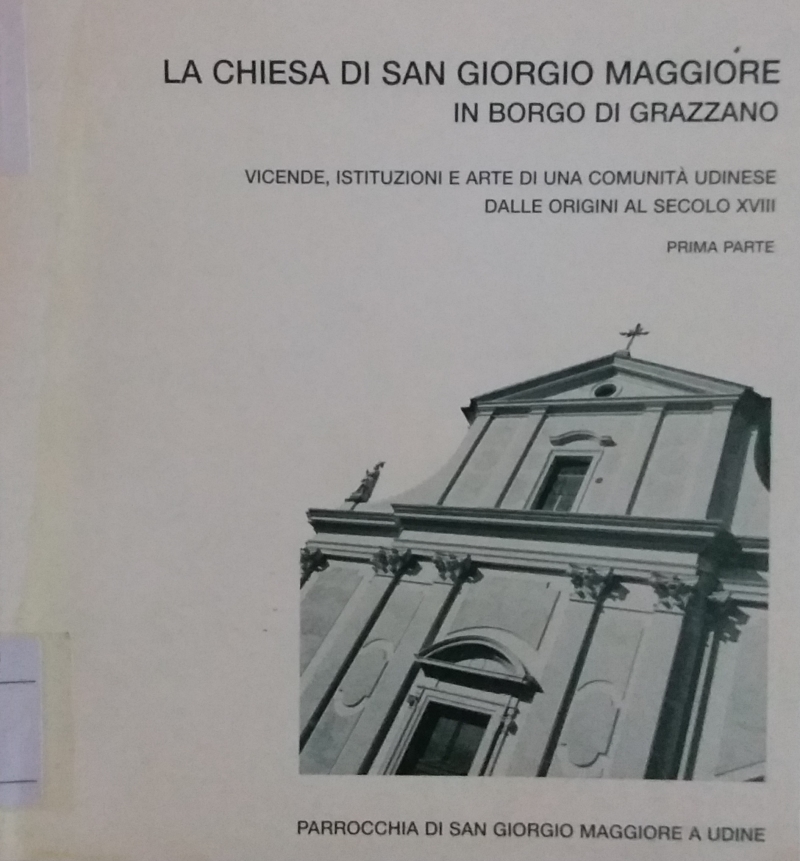 LA CHIESA DI SAN GIORGIO MAGGIORE
IN BORGO DI GRAZZANO
VICENDE, ISTITUZIONI E ARTE DI UNA COMUNITÀ UDINESE
DALLE ORIGINI AL SECOLO XVIII
PRIMA PARTE
PARROCCHIA DI SAN GIORGIO MAGGIORE A UDINE